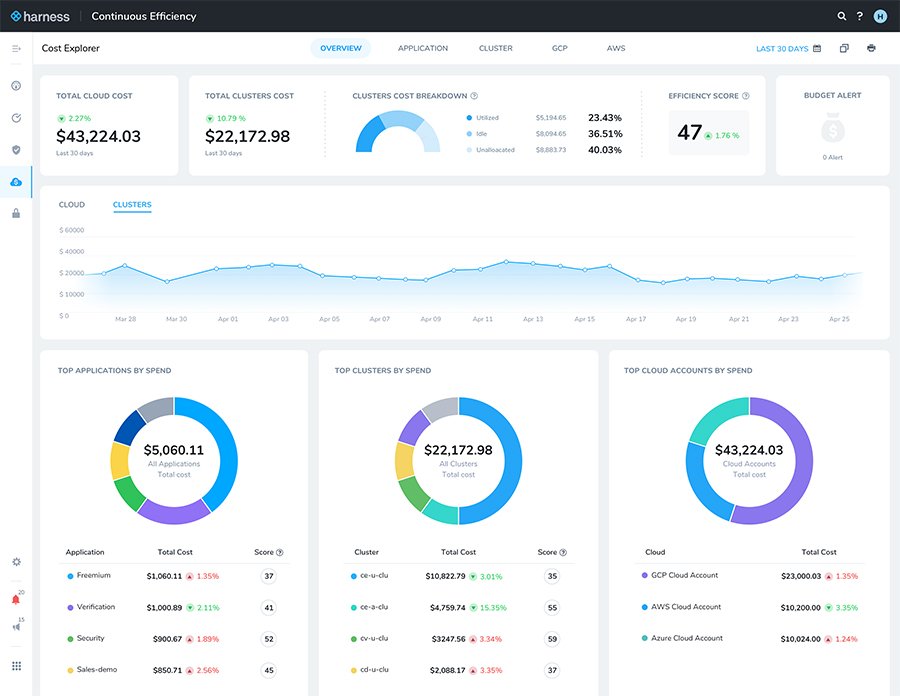 harness Continuous Efficiency ? H
Cost Explorer OVERVIEW APPLICATION CLUSTER GCP AWS LAST 30 DAYS
TOTAL CLOUD COST
2.27%
$43,224.03
Last 30 days
TOTAL CLUSTERS COST
10.79 %
$22,172.98
Last 30 days
CLUSTERS COST BREAKDOWN ?
Utilized $5,194.65 23.43%
Idle $8,094.65 36.51%
Unalloacated $8,883.73 40.03%
EFFICIENCY SCORE ?
47 1.76 %
BUDGET ALERT
$
0 Alert
CLOUD CLUSTERS
$ 60000
$ 40000
$ 20000
$ 10000
$ 0
Mar 28 Mar 30 Apr 01 Apr 03 Apr 05 Apr 07 Apr 09 Apr 11 Apr 13 Apr 15 Apr 17 Apr 19 Apr 21 Apr 23 Apr 25
TOP APPLICATIONS BY SPEND
$5,060.11
All Applications
Total cost
Application Total Cost Score ?
Freemium $1,060.11 1.35% 37
Verification $1,000.89 2.11% 41
Security $900.67 1.89% 52
Sales-demo $850.71 2.56% 45
TOP CLUSTERS BY SPEND
$22,172.98
All Clusters
Total cost
Cluster Total Cost Score ?
ce-u-clu $10,822.79 3.01% 35
ce-a-clu $4,759.74 15.35% 55
cv-u-clu $3247.56 3.34% 59
cd-u-clu $2,088.17 3.35% 37
TOP CLOUD ACCOUNTS BY SPEND
$43,224.03
Cloud Accounts
Total cost
Cloud Total Cost
GCP Cloud Account $23,000.03 1.35%
AWS Cloud Account $10,200.00 3.35%
Azure Cloud Account $10,024.00 1.24%
20
15